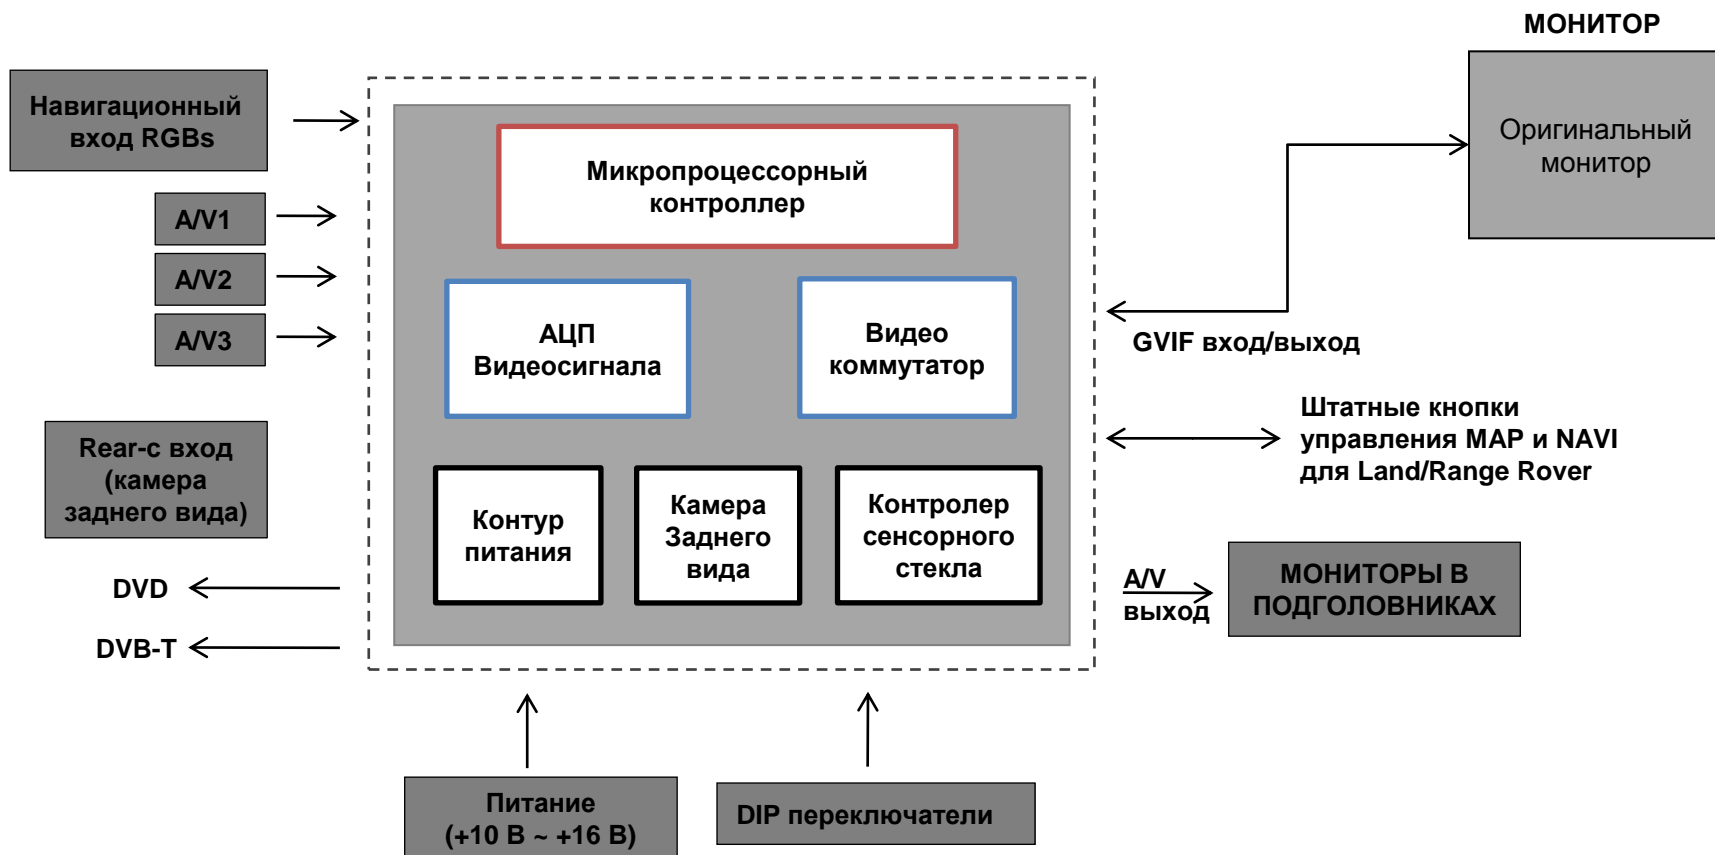 МОНИТОР
Навигационный
вход RGBs
Оригинальный
монитор
Микропроцессорный
контроллер
A/V1
A/V2
A/V3
АЦП
Видеосигнала
Видео
коммутатор
GVIF вход/выход
Штатные кнопки
управления MAP и NAVI
для Land/Range Rover
Rear-c вход
(камера
заднего вида)
Контур
питания
Камера
Заднего
вида
Контролер
сенсорного
стекла
DVD
DVB-T
A/V
выход
МОНИТОРЫ В
ПОДГОЛОВНИКАХ
Питание
(+10 В ~ +16 В)
DIP переключатели